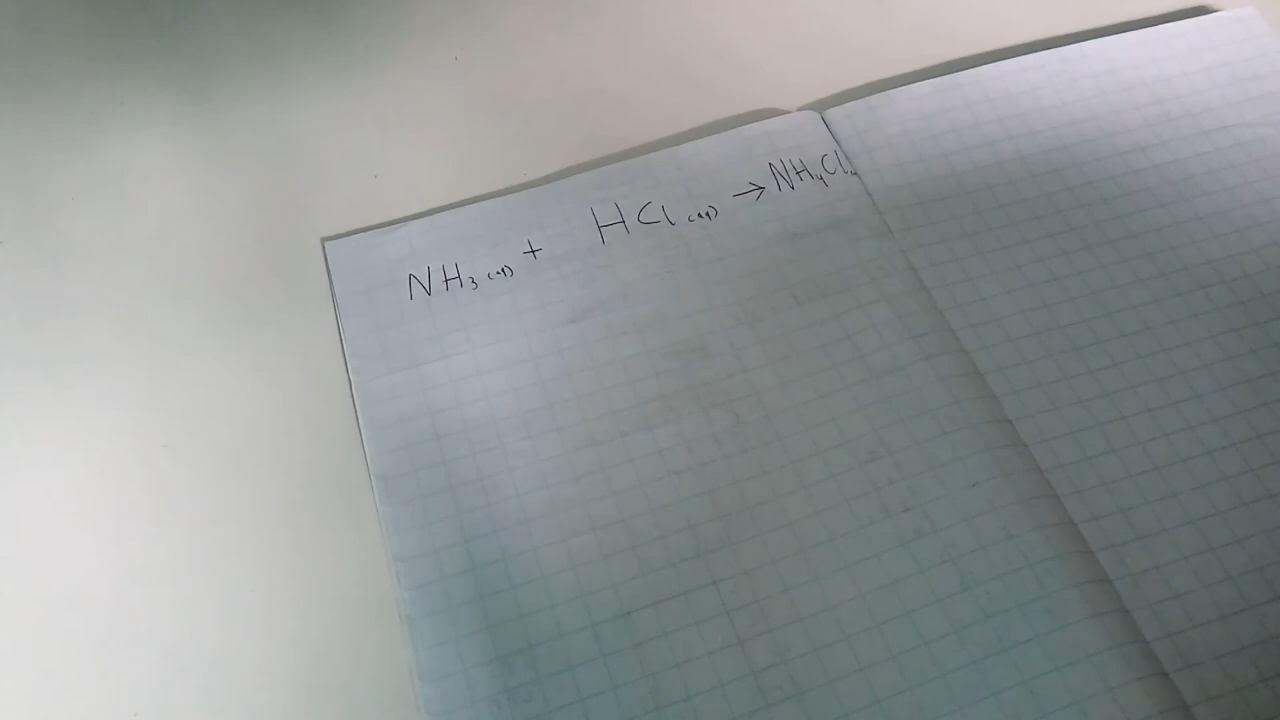 NH₃(aq) + HCl(aq) → NH₄Cl